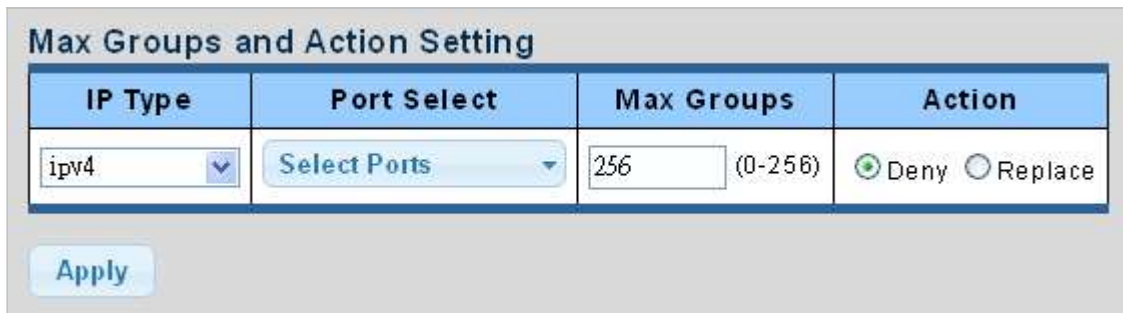 Max Groups and Action Setting
IP Type Port Select Max Groups Action
ipv4 Select Ports 256 (0-256) Deny Replace
Apply